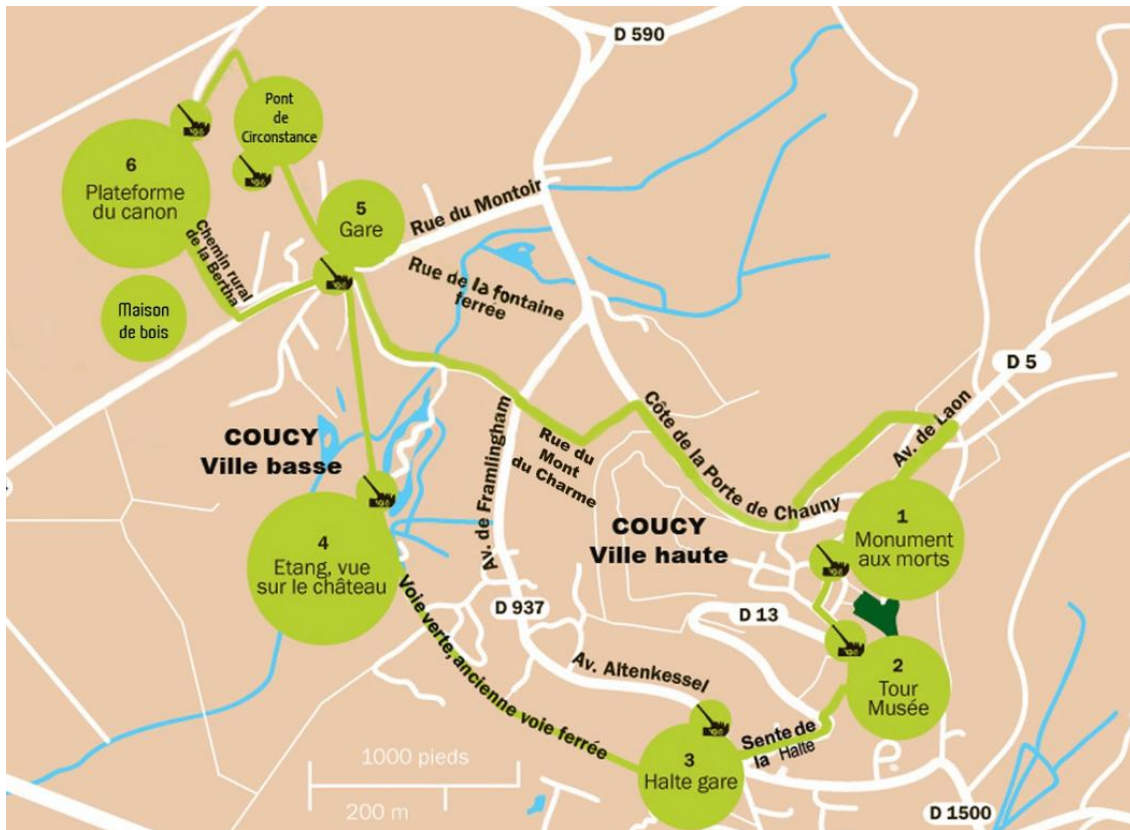 D 590
Pont
de
Circonstance
6
Plateforme
du canon
5
Gare
Rue du Montoir
Chemin rural
de la Bertha
Rue de la fontaine
ferrée
Maison
de bois
D 5
Av. de Laon
Côte de la Porte de Chauny
COUCY
Ville basse
Rue du
Mont
du Charme
Av. de Framlingham
COUCY
Ville haute
1
Monument
aux morts
4
Etang, vue
sur le château
D 937
D 13
Voie verte, ancienne voie ferrée
Av. Altenkessel
2
Tour
Musée
Sente de
la Halte
3
Halte gare
1000 pieds
200 m
D 1500